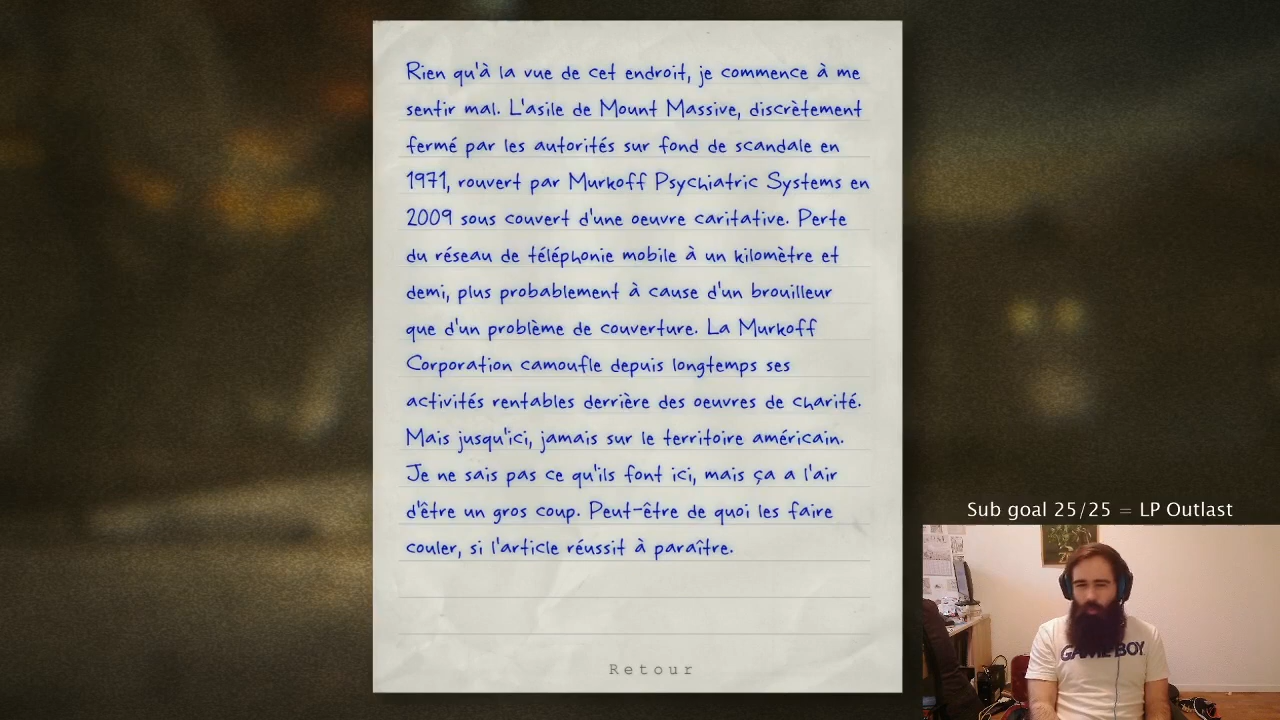 Rien qu'à la vue de cet endroit, je commence à me
sentir mal. L'asile de Mount Massive, discrètement
fermé par les autorités sur fond de scandale en
1971, rouvert par Murkoff Psychiatric Systems en
2009 sous couvert d'une oeuvre caritative. Perte
du réseau de téléphonie mobile à un kilomètre et
demi, plus probablement à cause d'un brouilleur
que d'un problème de couverture. La Murkoff
Corporation camoufle depuis longtemps ses
activités rentables derrière des oeuvres de charité.
Mais jusqu'ici, jamais sur le territoire américain.
Je ne sais pas ce qu'ils font ici, mais ça a l'air
d'être un gros coup. Peut-être de quoi les faire
couler, si l'article réussit à paraître.
Retour
Sub goal 25/25 = LP Outlast
GAME BOY